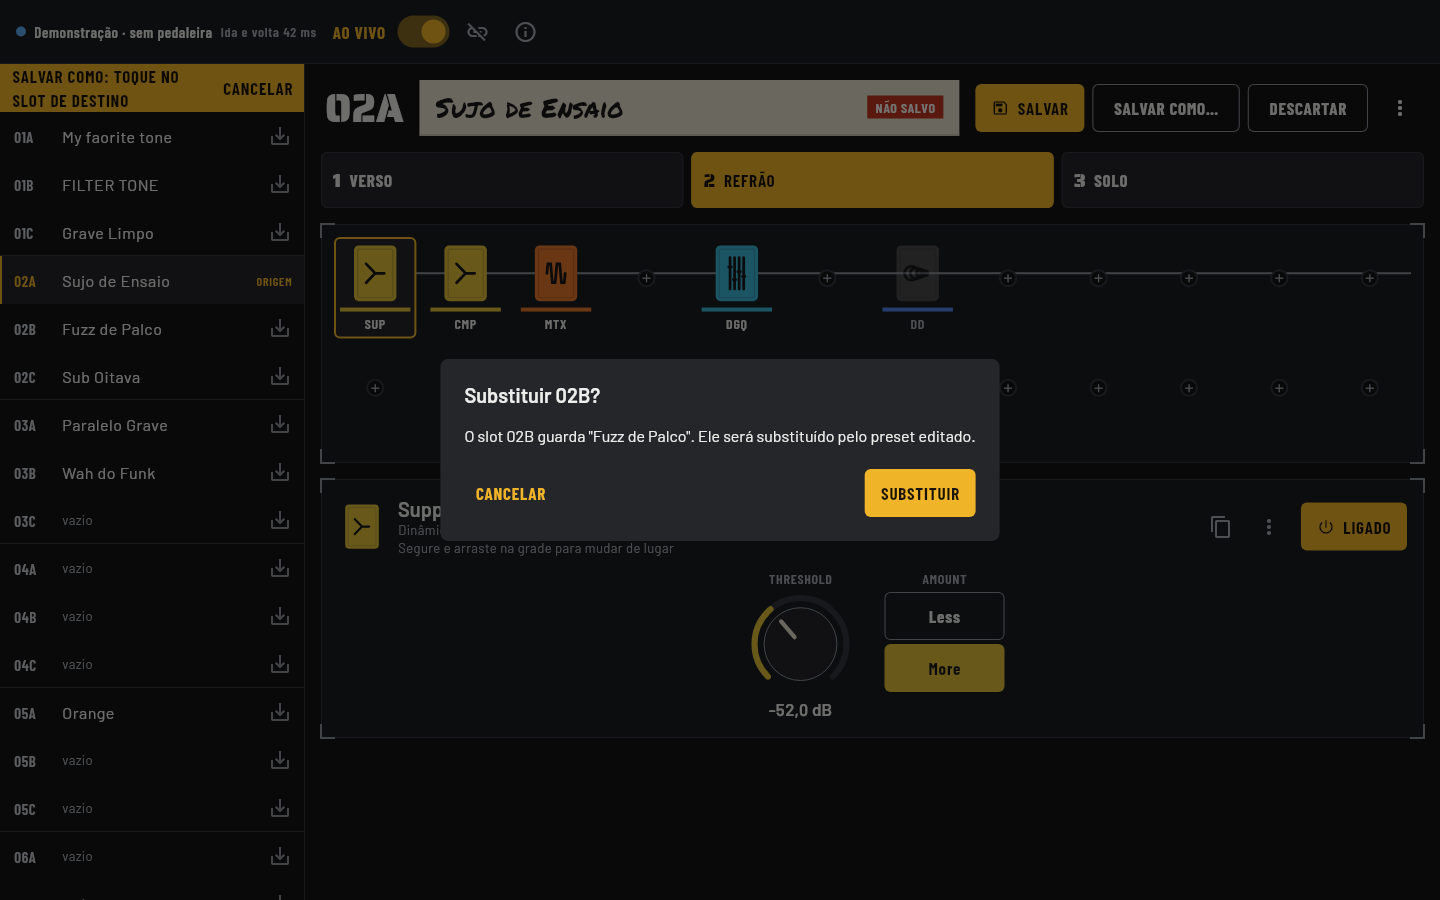 Demonstração · sem pedaleira Ida e volta 42 ms AO VIVO
SALVAR COMO: TOQUE NO
SLOT DE DESTINO
CANCELAR
01A My faorite tone
01B FILTER TONE
01C Grave Limpo
02A Sujo de Ensaio ORIGEM
02B Fuzz de Palco
02C Sub Oitava
03A Paralelo Grave
03B Wah do Funk
03C vazio
04A vazio
04B vazio
04C vazio
05A Orange
05B vazio
05C vazio
06A vazio
02A Sujo de Ensaio NÃO SALVO SALVAR SALVAR COMO... DESCARTAR
1 VERSO 2 REFRÃO 3 SOLO
SUP CMP MTX DGQ DD
Substituir 02B?
O slot 02B guarda "Fuzz de Palco". Ele será substituído pelo preset editado.
CANCELAR SUBSTITUIR
Supp
Dinâmi
Segure e arraste na grade para mudar de lugar
LIGADO
THRESHOLD AMOUNT
Less
More
-52,0 dB